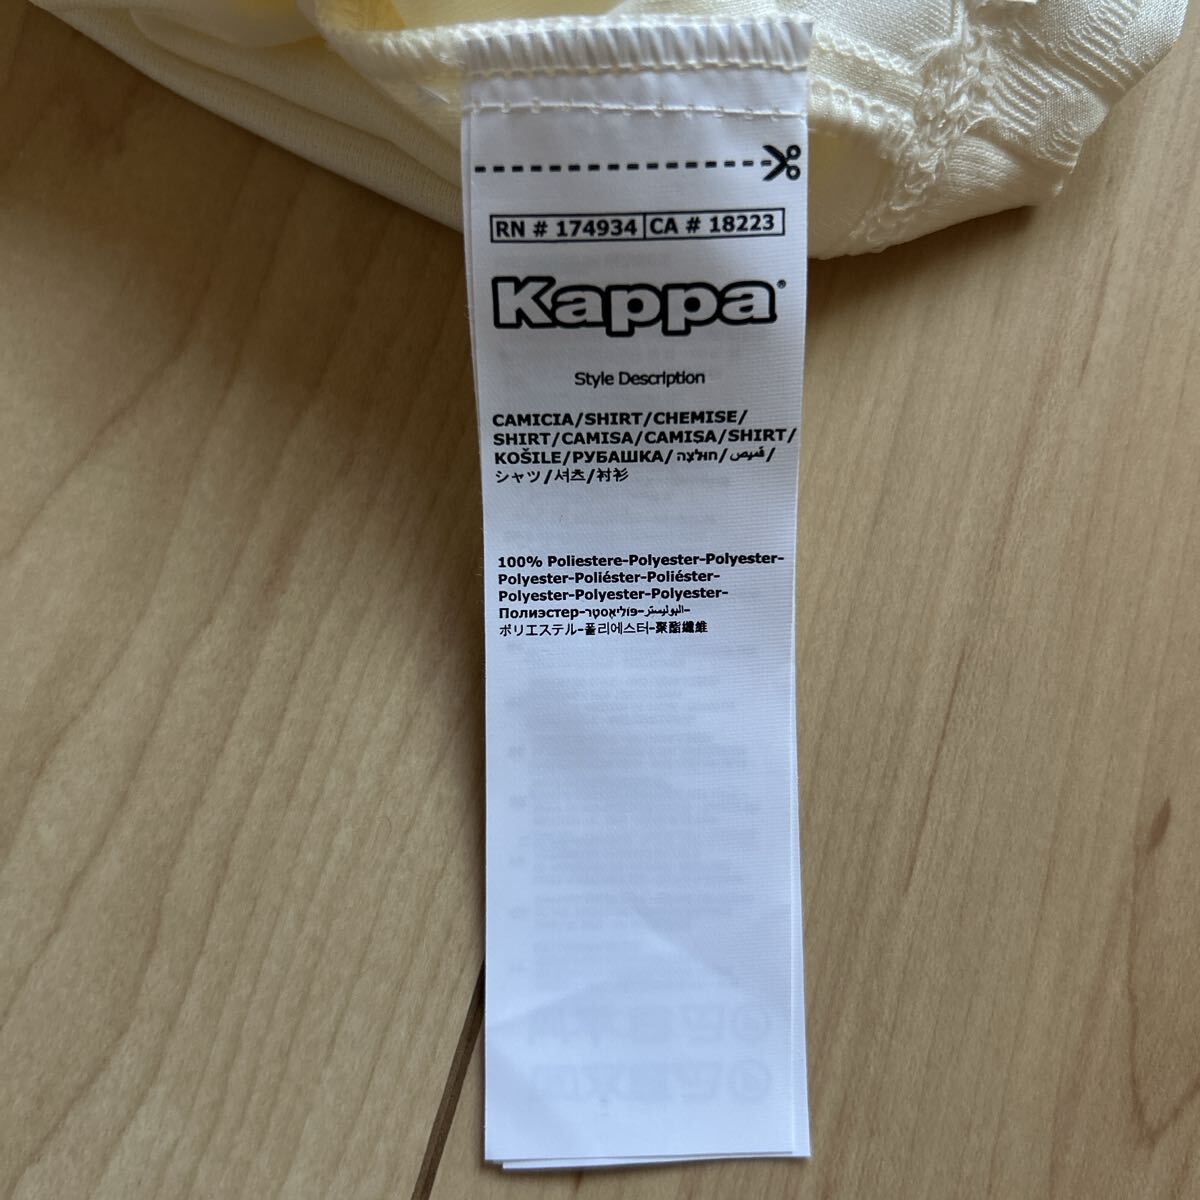 RN # 174934 CA # 18223
Kappa®
Style Description
CAMICIA/SHIRT/CHEMISE/
SHIRT/CAMISA/CAMISA/SHIRT/
KOŠILE/РУБАШКА/חולצה/قميص/
シャツ/셔츠/衬衫
100% Poliestere-Polyester-Polyester-
Polyester-Poliéster-Poliéster-
Polyester-Polyester-Polyester-
Полиэстер-פוליאסטר-البوليستر-
ポリエステル-폴리에스터-聚酯纖維